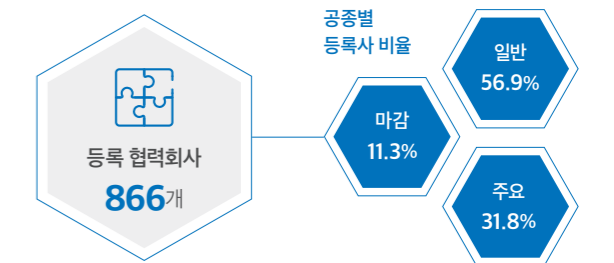 공종별
등록사 비율
등록 협력회사
866개
마감
11.3%
일반
56.9%
주요
31.8%